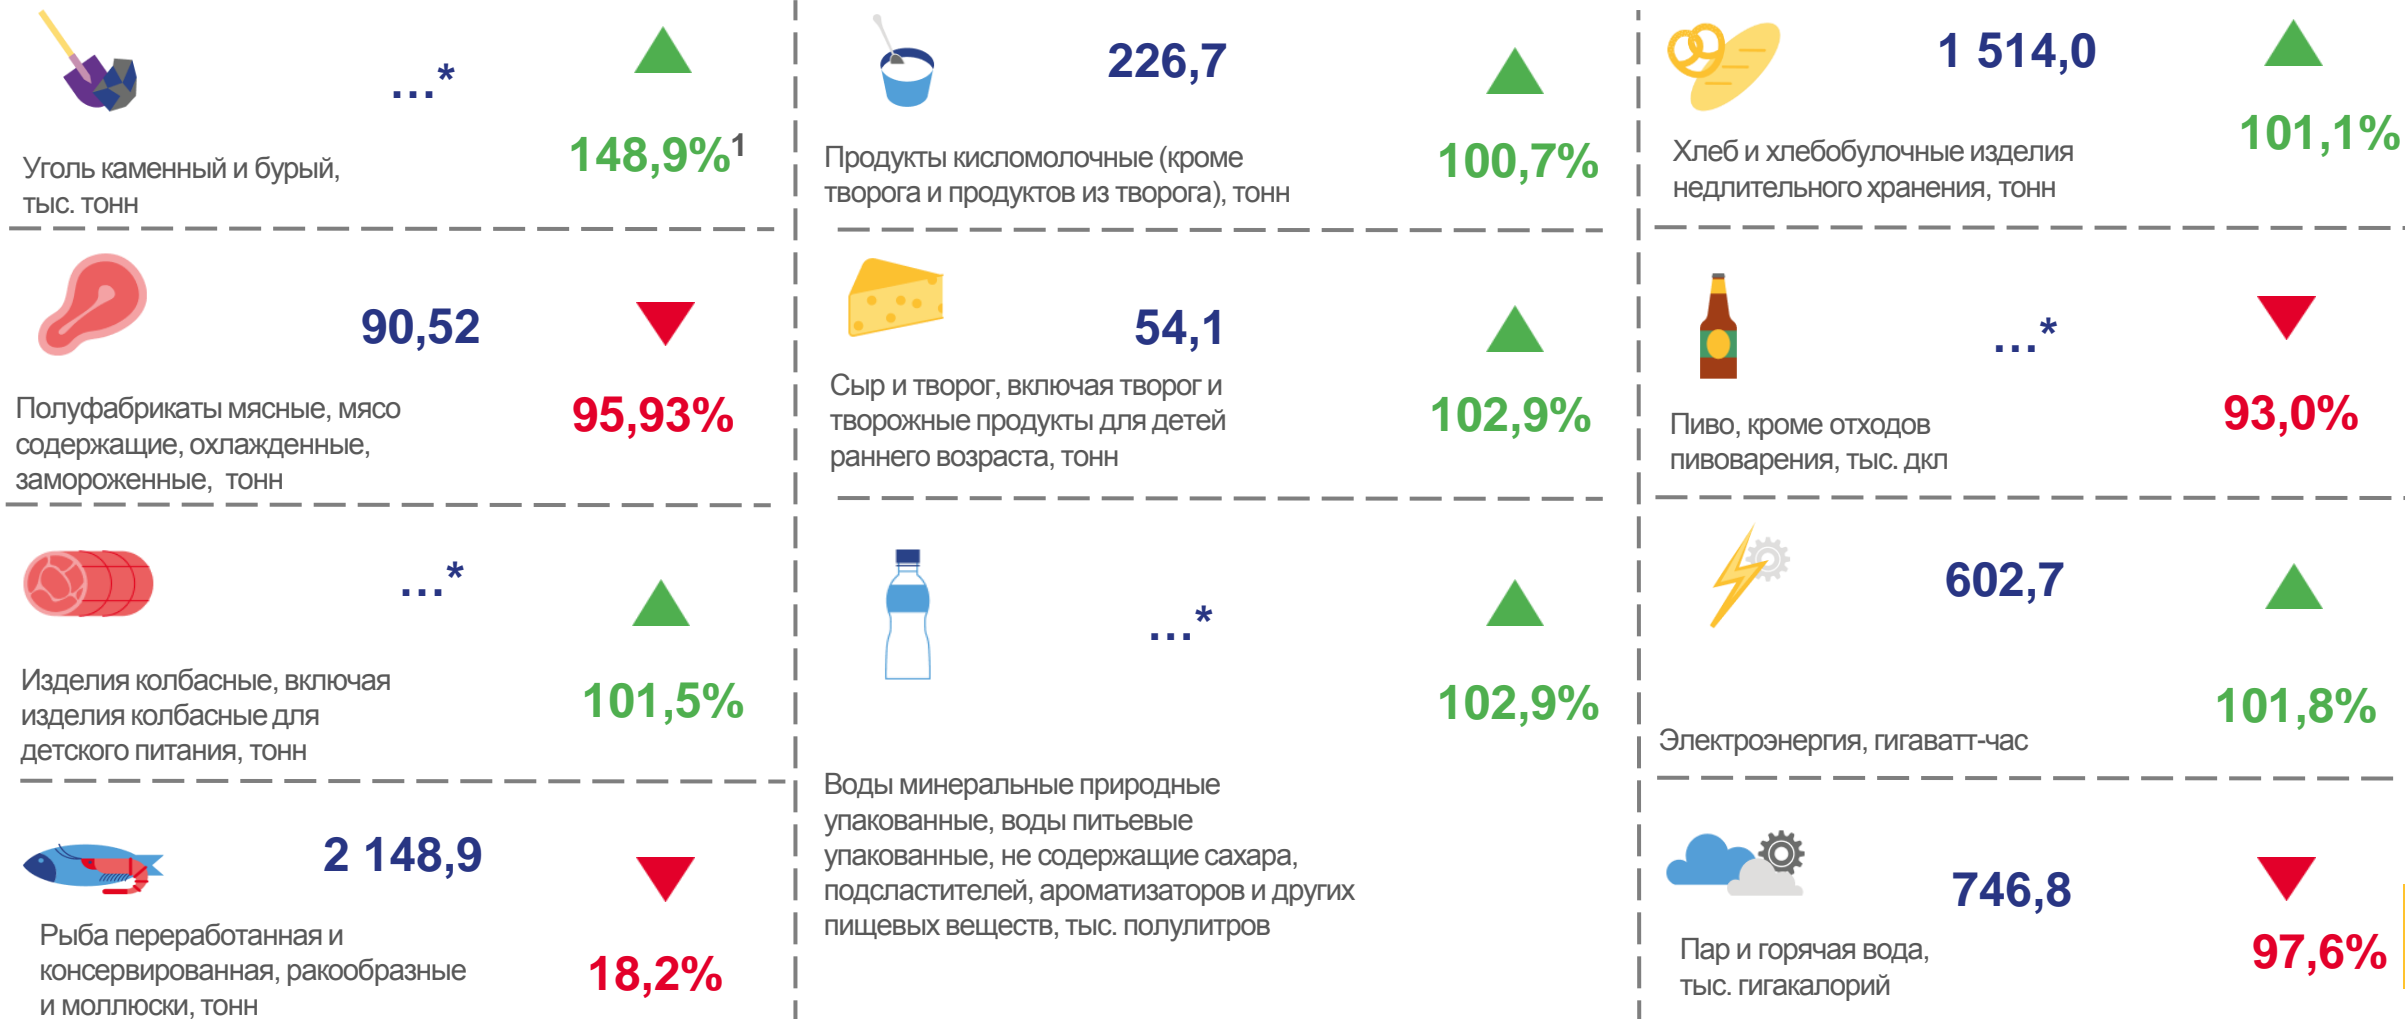 ...*
148,9%1
Уголь каменный и бурый,
тыс. тонн
90,52
95,93%
Полуфабрикаты мясные, мясо
содержащие, охлажденные,
замороженные, тонн
...*
101,5%
Изделия колбасные, включая
изделия колбасные для
детского питания, тонн
2 148,9
18,2%
Рыба переработанная и
консервированная, ракообразные
и моллюски, тонн
226,7
100,7%
Продукты кисломолочные (кроме
творога и продуктов из творога), тонн
54,1
102,9%
Сыр и творог, включая творог и
творожные продукты для детей
раннего возраста, тонн
...*
102,9%
Воды минеральные природные
упакованные, воды питьевые
упакованные, не содержащие сахара,
подсластителей, ароматизаторов и других
пищевых веществ, тыс. полулитров
1 514,0
101,1%
Хлеб и хлебобулочные изделия
недлительного хранения, тонн
...*
93,0%
Пиво, кроме отходов
пивоварения, тыс. дкл
602,7
101,8%
Электроэнергия, гигаватт-час
746,8
97,6%
Пар и горячая вода,
тыс. гигакалорий